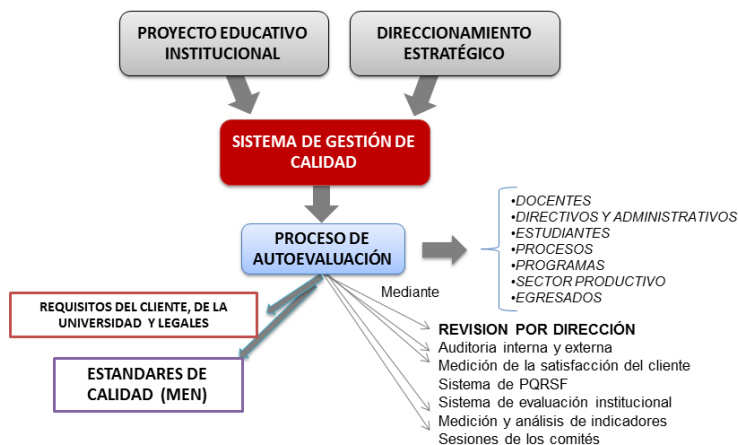 PROYECTO EDUCATIVO
INSTITUCIONAL
DIRECCIONAMIENTO
ESTRATÉGICO
SISTEMA DE GESTIÓN DE
CALIDAD
PROCESO DE
AUTOEVALUACIÓN
•DOCENTES
•DIRECTIVOS Y ADMINISTRATIVOS
•ESTUDIANTES
•PROCESOS
•PROGRAMAS
•SECTOR PRODUCTIVO
•EGRESADOS
Mediante
REQUISITOS DEL CLIENTE, DE LA
UNIVERSIDAD Y LEGALES
ESTANDARES DE
CALIDAD (MEN)
REVISION POR DIRECCIÓN
Auditoria interna y externa
Medición de la satisfacción del cliente
Sistema de PQRSF
Sistema de evaluación institucional
Medición y análisis de indicadores
Sesiones de los comités